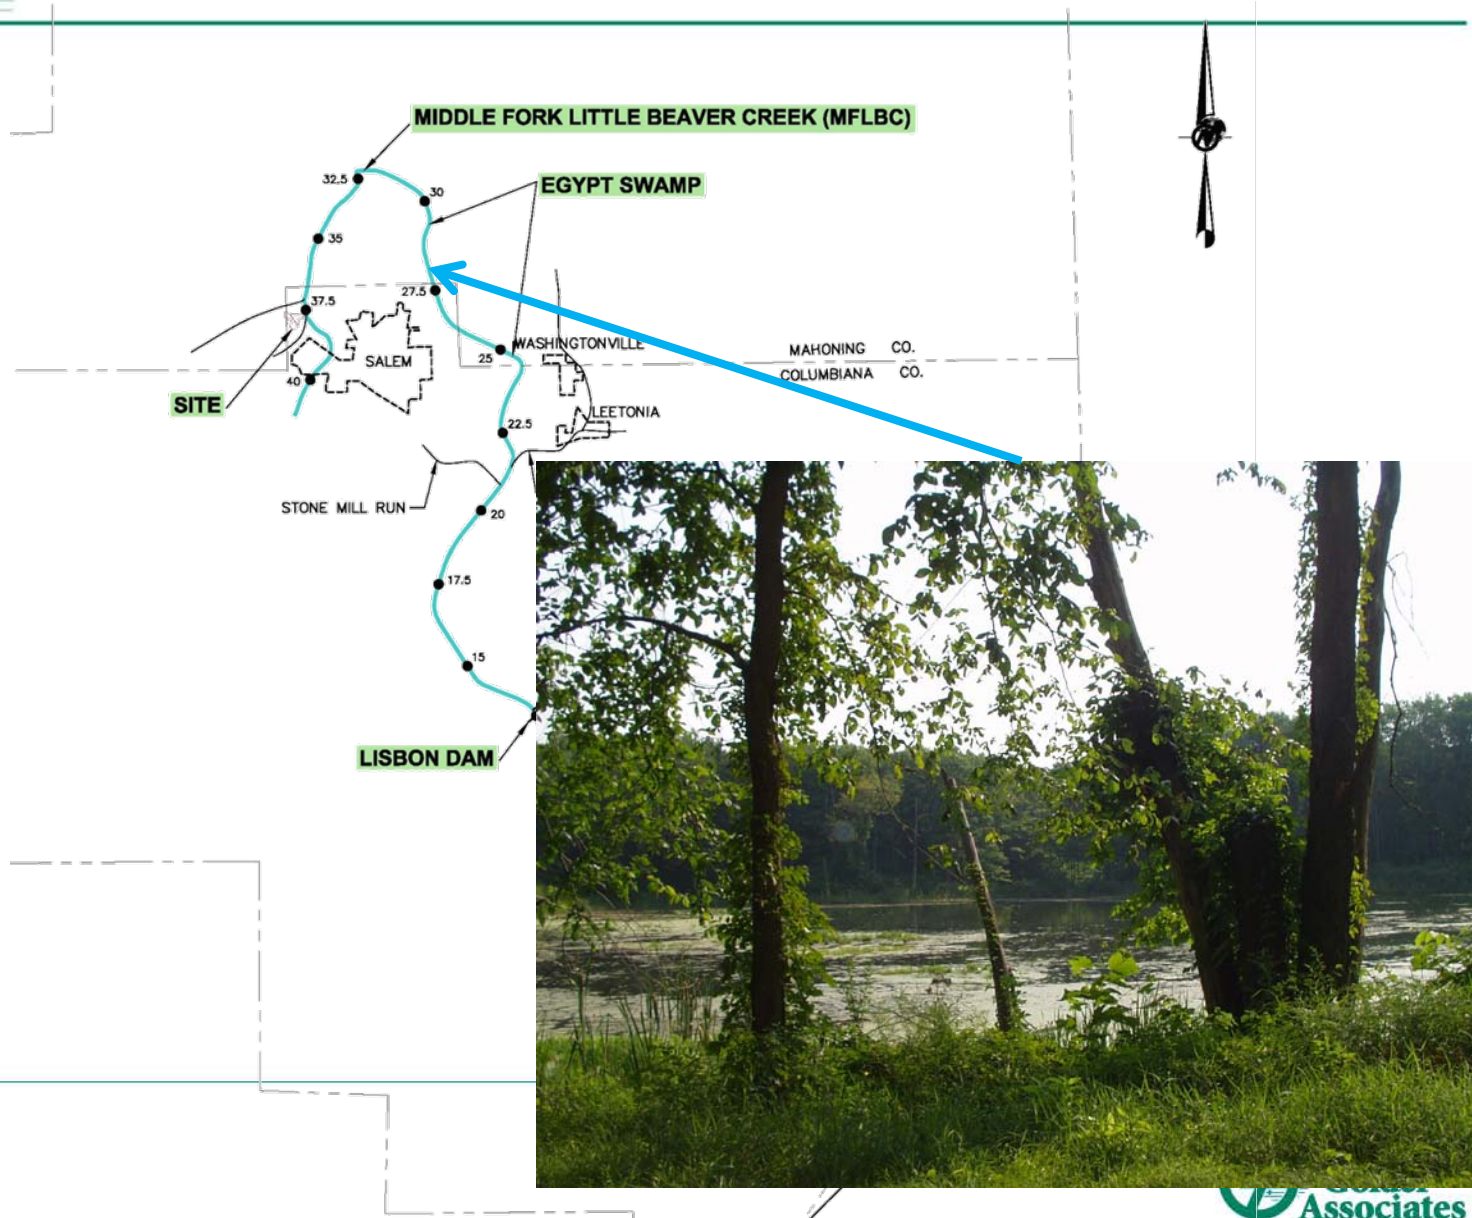 MIDDLE FORK LITTLE BEAVER CREEK (MFLBC)
32.5
30
EGYPT SWAMP
35
27.5
37.5
WASHINGTONVILLE
25
MAHONING CO.
SALEM
COLUMBIANA CO.
40
SITE
LEETONIA
22.5
STONE MILL RUN
20
17.5
15
LISBON DAM
Golder
Associates